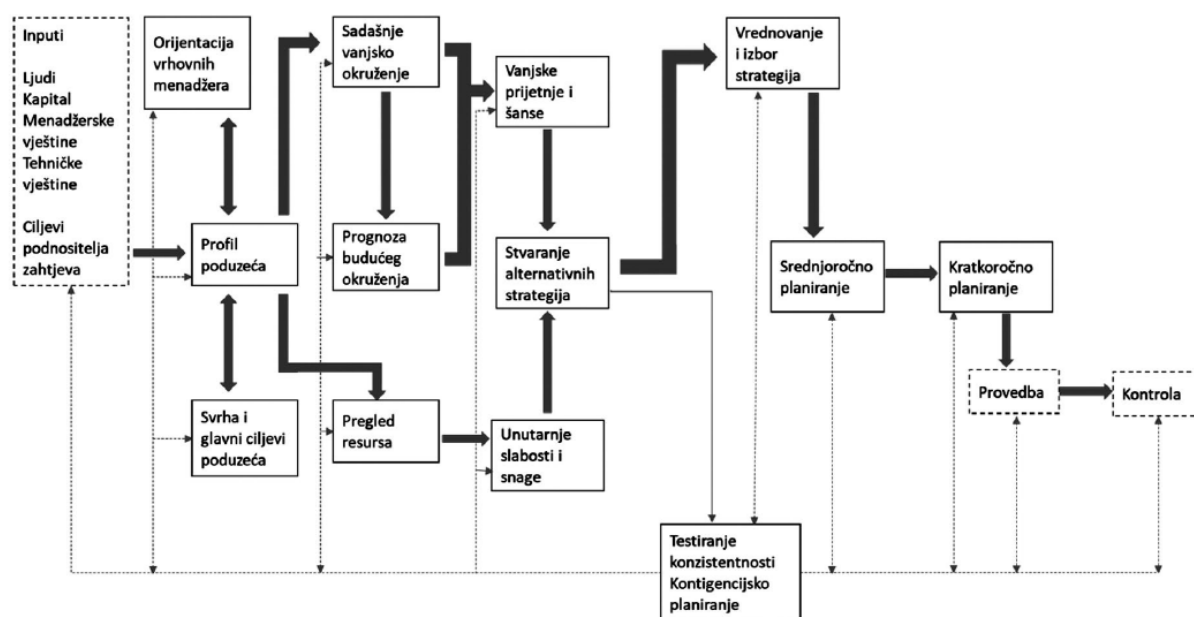 Inputi
Ljudi
Kapital
Menadžerske
vještine
Tehničke
vještine
Ciljevi
podnositelja
zahtjeva
Orijentacija
vrhovnih
menadžera
Profil
poduzeća
Svrha i
glavni ciljevi
poduzeća
Sadašnje
vanjsko
okruženje
Prognoza
budućeg
okruženja
Pregled
resursa
Vanjske
prijetnje i
šanse
Stvaranje
alternativnih
strategija
Unutarnje
slabosti i
snage
Vrednovanje
i izbor
strategija
Srednjoročno
planiranje
Kratkoročno
planiranje
Provedba
Kontrola
Testiranje
konzistentnosti
Kontigencijsko
planiranje